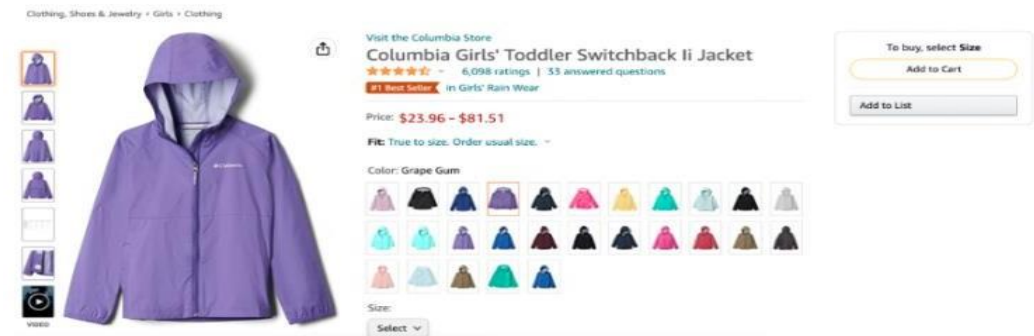 Clothing, Shoes & Jewelry › Girls › Clothing
Visit the Columbia Store
Columbia Girls' Toddler Switchback Ii Jacket
6,098 ratings | 33 answered questions
#1 Best Seller in Girls' Rain Wear
Price: $23.96 - $81.51
Fit: True to size. Order usual size.
Color: Grape Gum
Size:
Select
VIDEO
To buy, select Size
Add to Cart
Add to List
Columbia